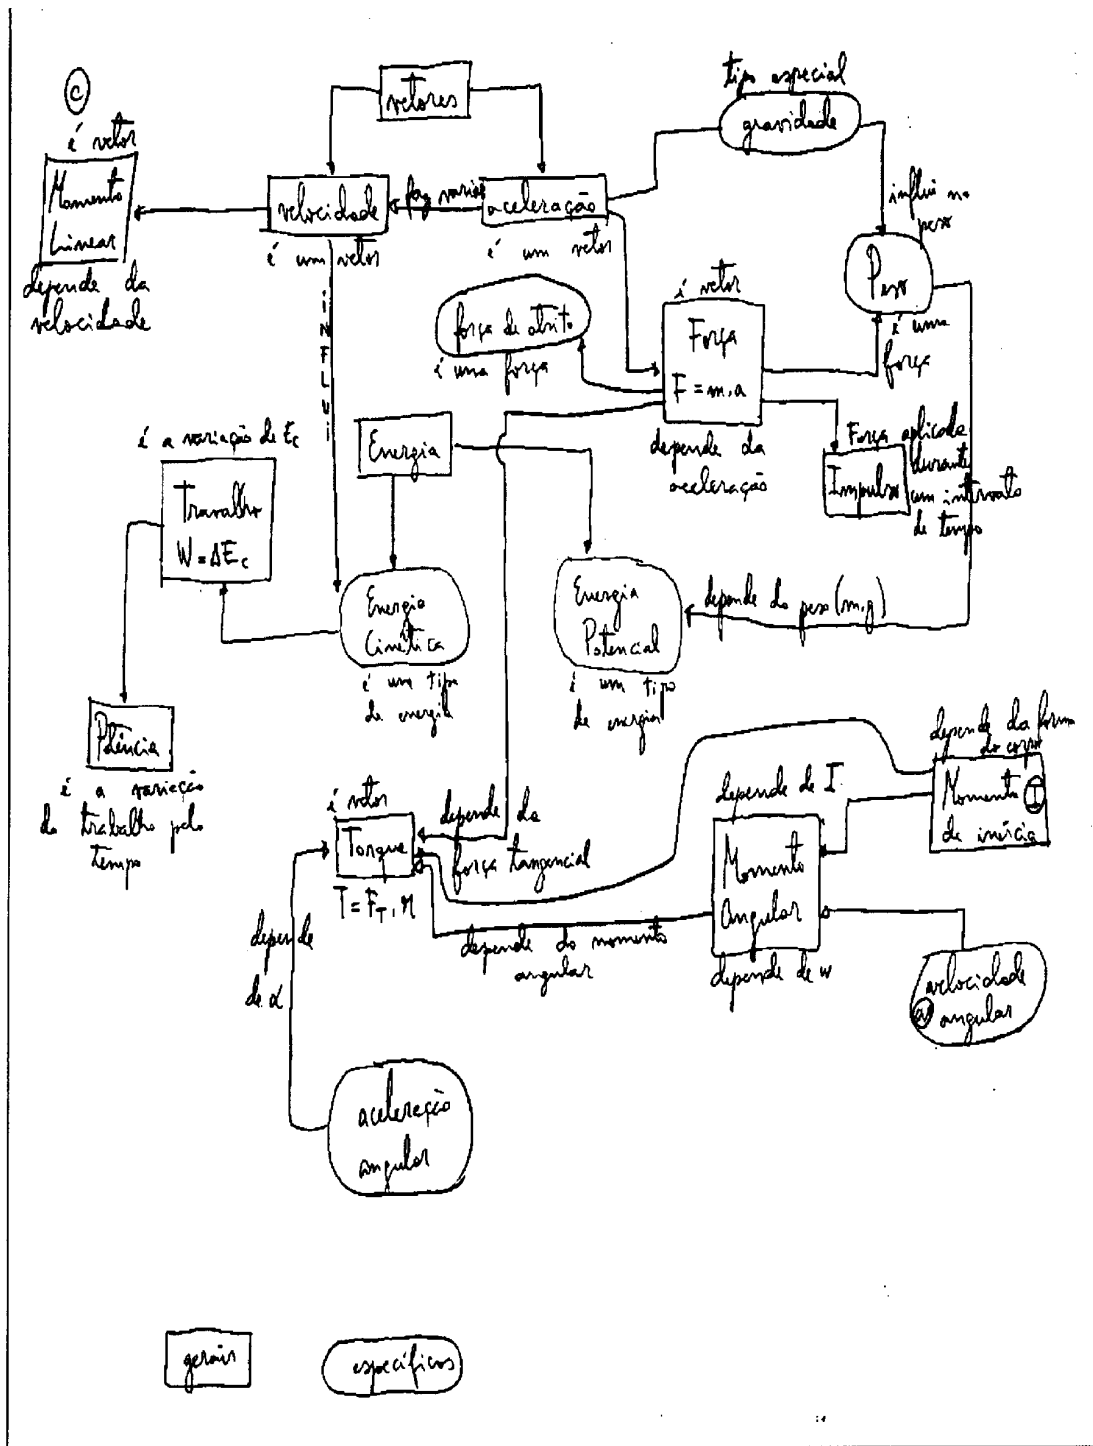 c
vetores
tipo especial
gravidade
é vetor
Momento
Linear
depende da
velocidade
velocidade
é um vetor
faz variar
aceleração
é um vetor
influi no
peso
Peso
é uma
força
INFLUI
força de atrito
é uma força
é vetor
Força
F = m.a
depende da
aceleração
Força aplicada
durante
um intervalo
de tempo
Impulso
Energia
é a variação de Ec
Trabalho
W = ΔEc
Energia
Cinética
é um tipo
de energia
Energia
Potencial
é um tipo
de energia
depende do peso (m.g)
Potência
é a variação
do trabalho pelo
tempo
é vetor
Torque
T = FT . r
depende da
força tangencial
depende de I
Momento
Angular
depende de w
depende da forma
do corpo
Momento I
de inércia
depende do momento
angular
velocidade
w angular
depende
de α
aceleração
angular
gerais
específicos